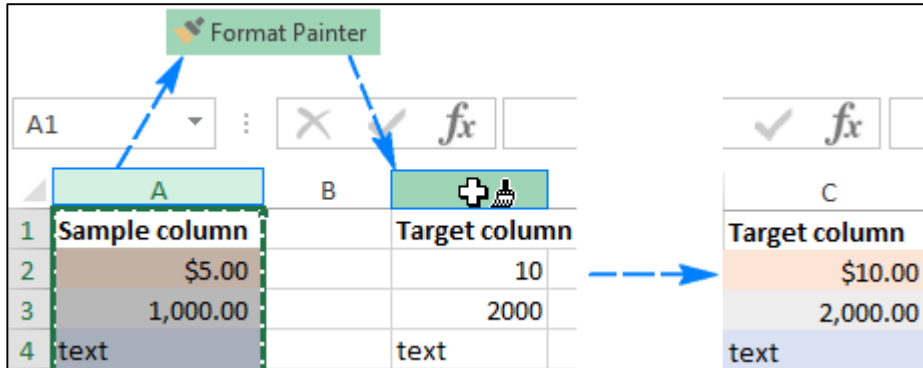 Format Painter
A1 fx fx
A B C
1 Sample column Target column Target column
2 $5.00 10 $10.00
3 1,000.00 2000 2,000.00
4 text text text